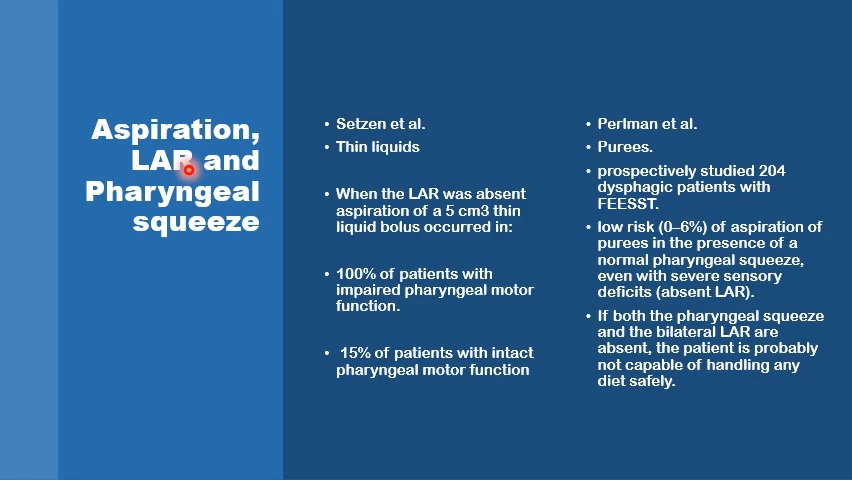 Aspiration,
LAR and
Pharyngeal
squeeze
• Setzen et al.
• Thin liquids
• When the LAR was absent
aspiration of a 5 cm3 thin
liquid bolus occurred in:
• 100% of patients with
impaired pharyngeal motor
function.
• 15% of patients with intact
pharyngeal motor function
• Perlman et al.
• Purees.
• prospectively studied 204
dysphagic patients with
FEESST.
• low risk (0–6%) of aspiration of
purees in the presence of a
normal pharyngeal squeeze,
even with severe sensory
deficits (absent LAR).
• If both the pharyngeal squeeze
and the bilateral LAR are
absent, the patient is probably
not capable of handling any
diet safely.